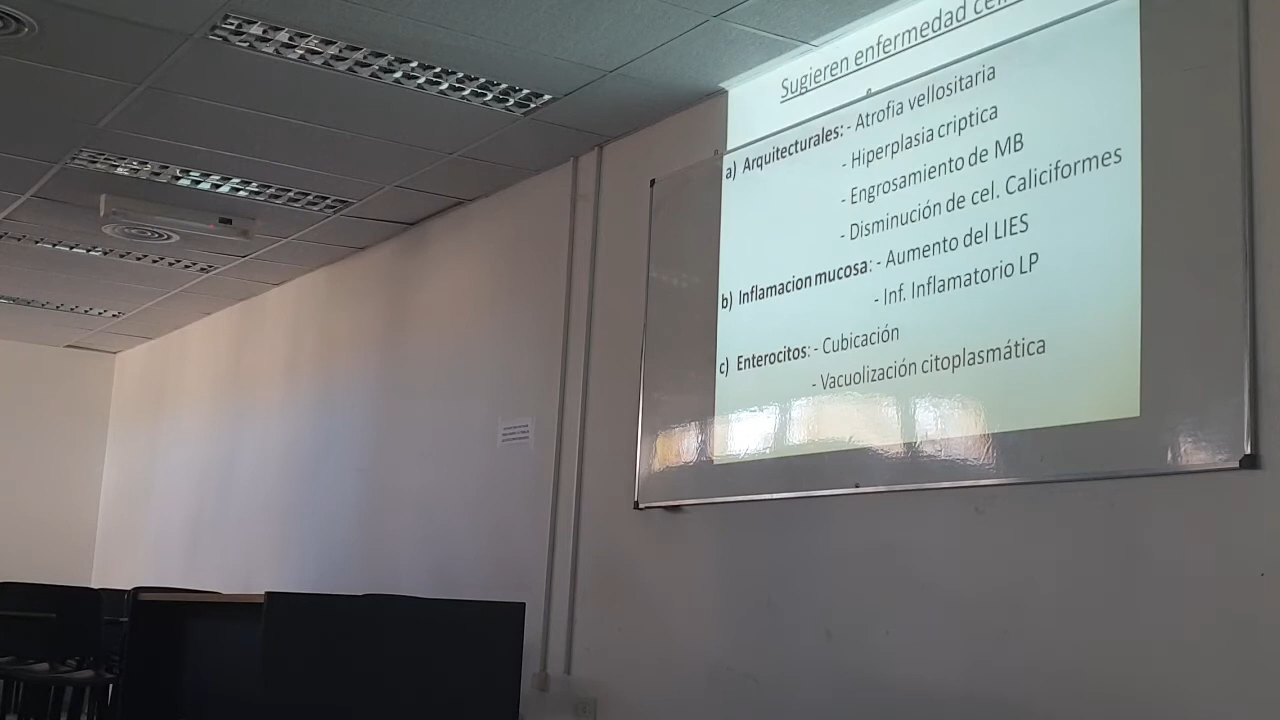 Sugieren enfermedad
a) Arquitecturales: - Atrofia vellositaria
- Hiperplasia criptica
- Engrosamiento de MB
- Disminución de cel. Caliciformes
b) Inflamacion mucosa: - Aumento del LIES
- Inf. Inflamatorio LP
c) Enterocitos: - Cubicación
- Vacuolización citoplasmática